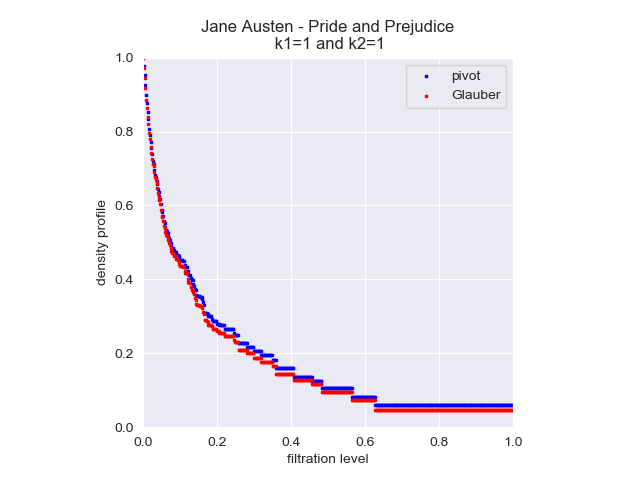 Jane Austen - Pride and Prejudice
k1=1 and k2=1
pivot
Glauber
density profile
1.0
0.8
0.6
0.4
0.2
0.0
0.0 0.2 0.4 0.6 0.8 1.0
filtration level